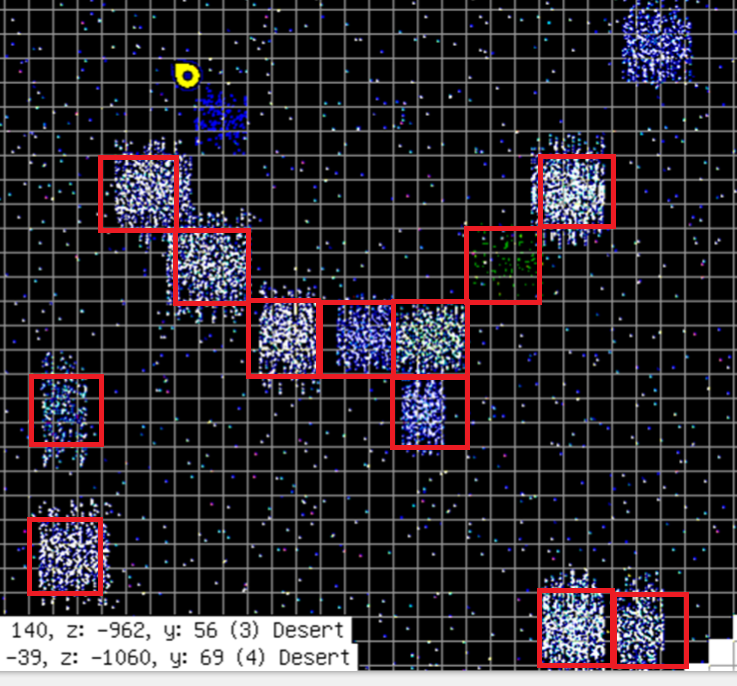 140, z: -962, y: 56 (3) Desert
-39, z: -1060, y: 69 (4) Desert